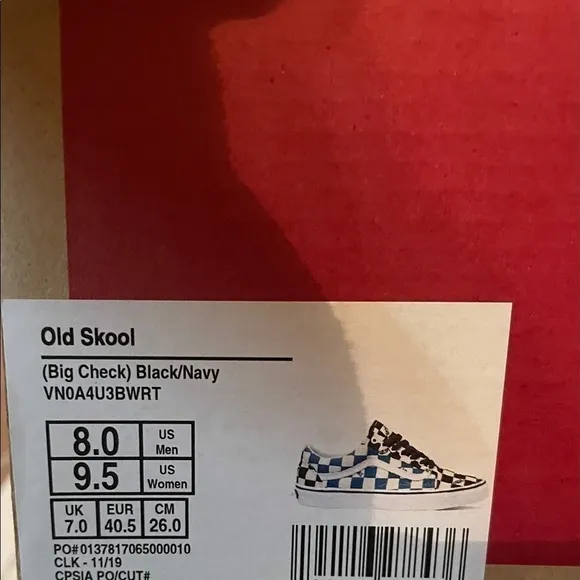 Old Skool
(Big Check) Black/Navy
VN0A4U3BWRT
8.0 US Men
9.5 US Women
UK 7.0 EUR 40.5 CM 26.0
PO# 0137817065000010
CLK - 11/19
CPSIA PO/CUT#